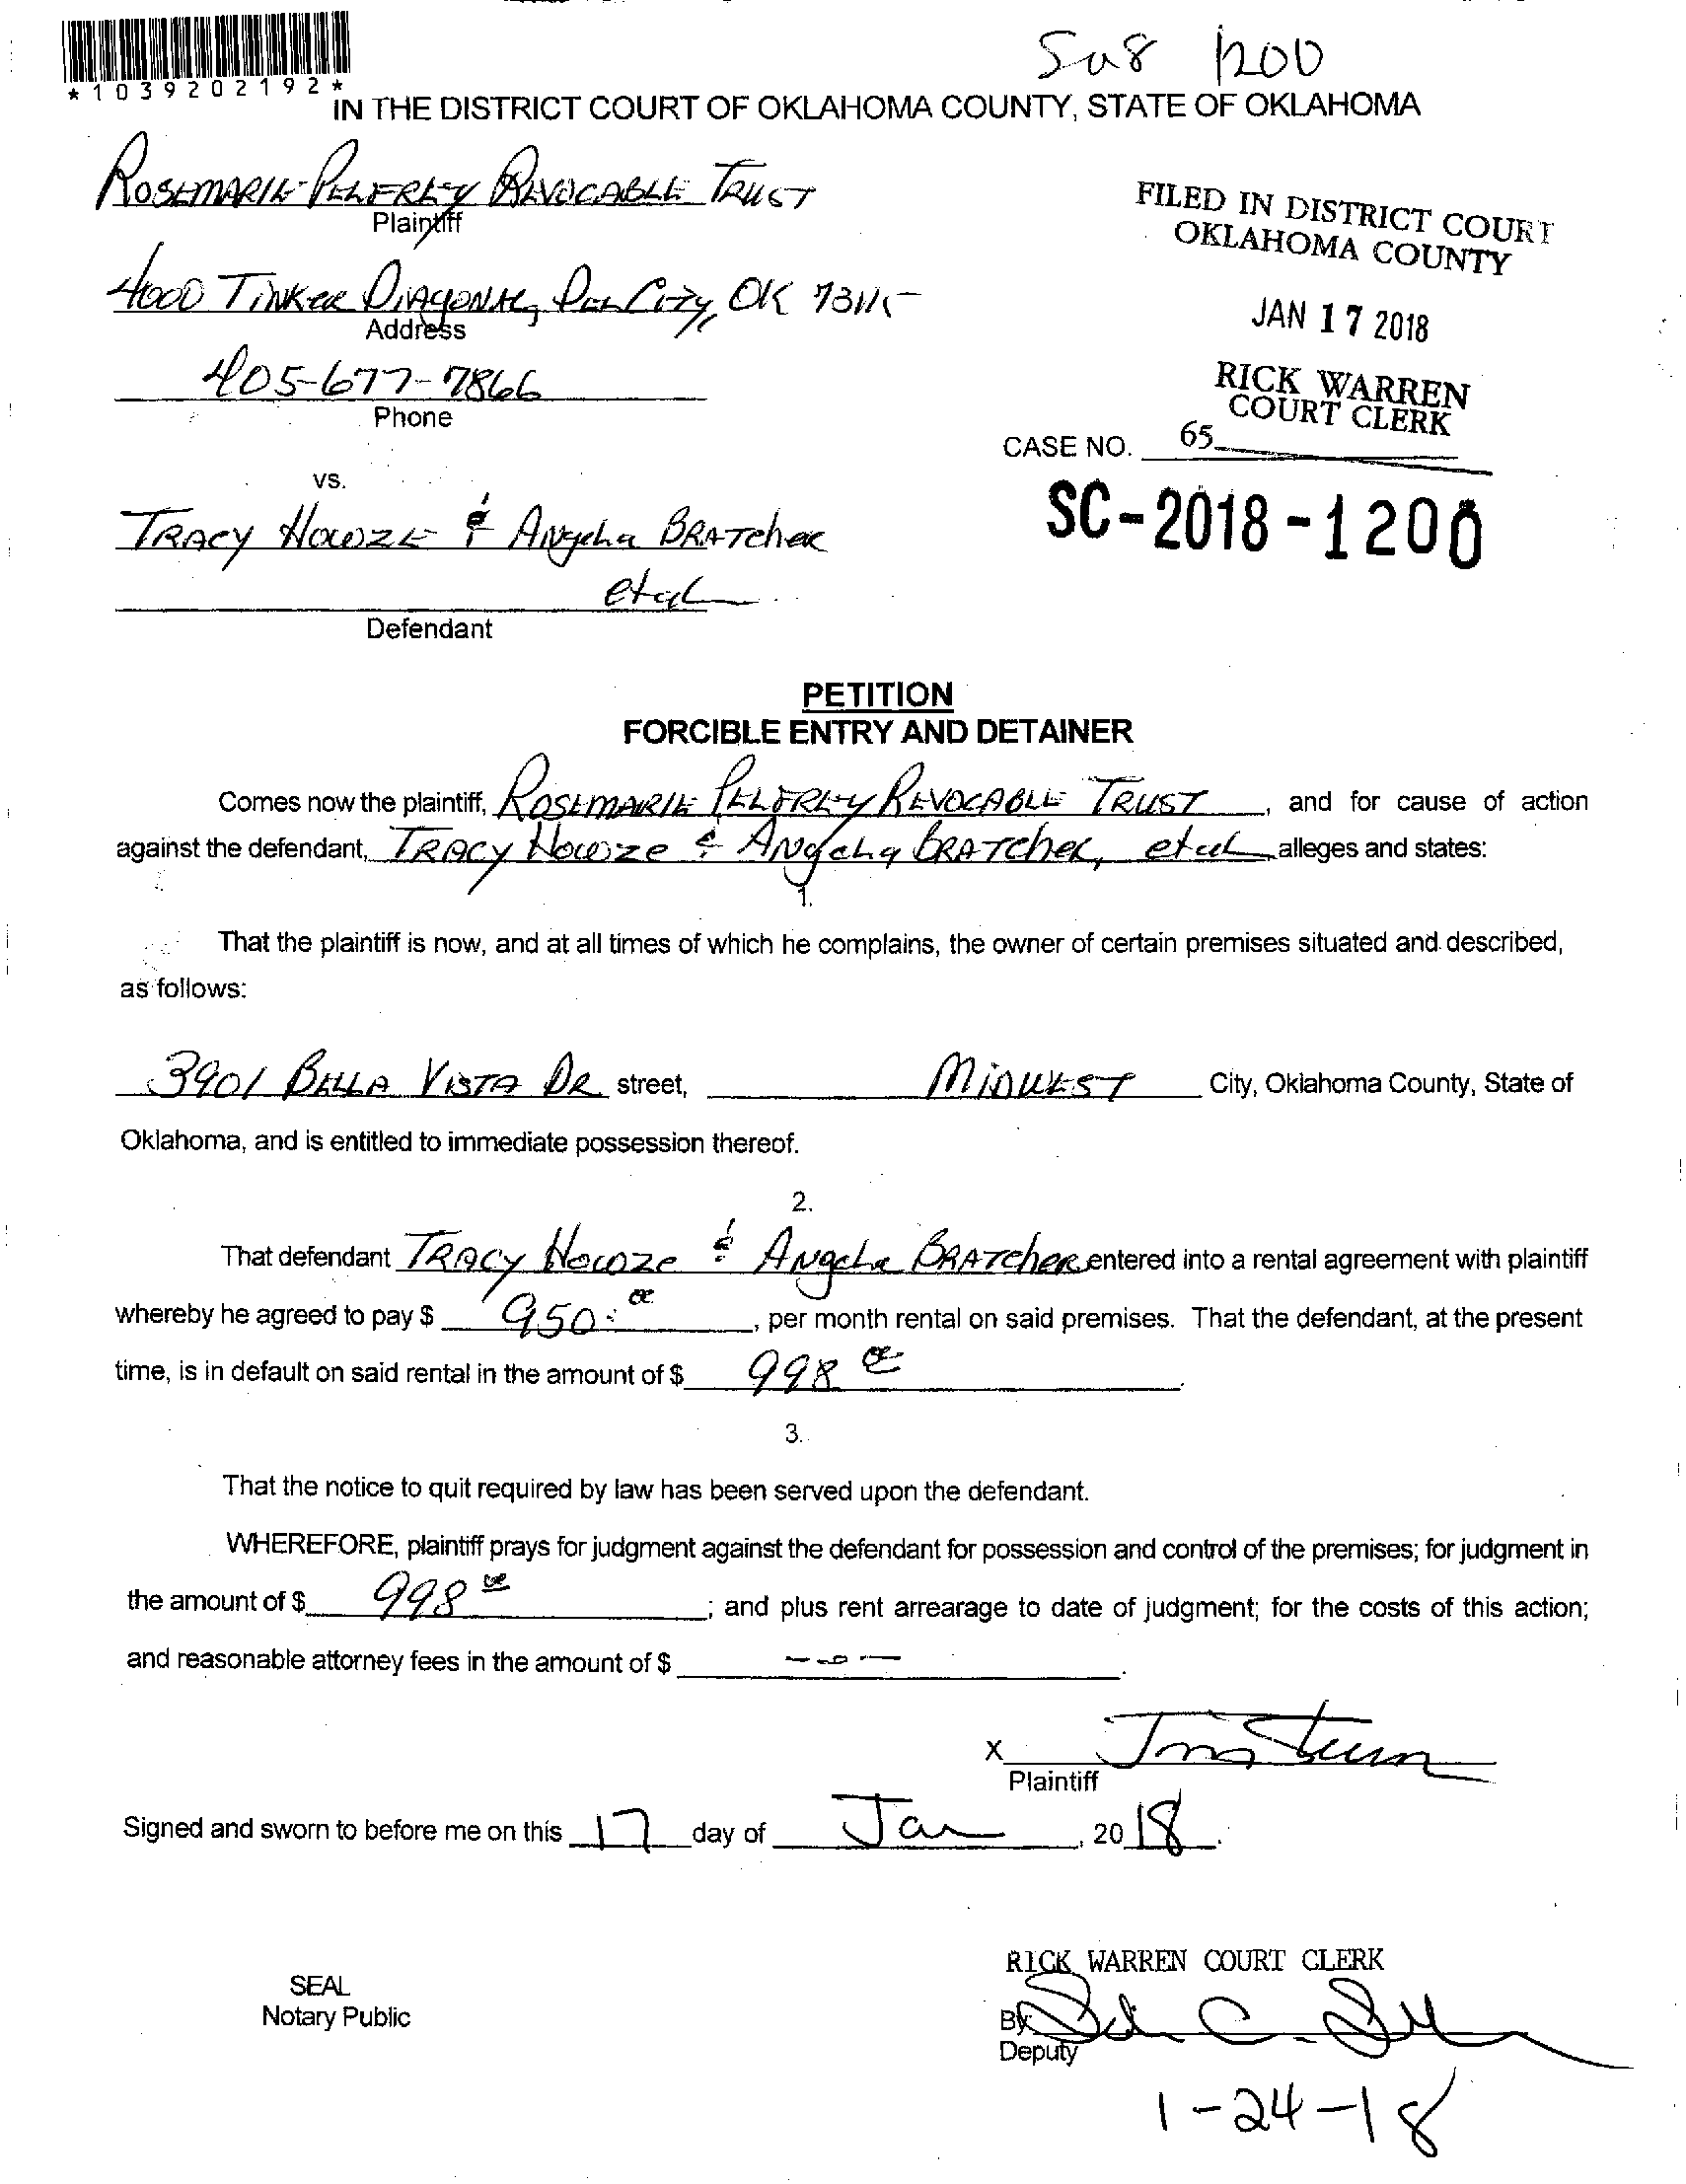 Su8 1200
*1039202192*
IN THE DISTRICT COURT OF OKLAHOMA COUNTY, STATE OF OKLAHOMA
ROSEMARIE PELFREY REVOCABLE TRUST
Plaintiff
FILED IN DISTRICT COURT
OKLAHOMA COUNTY
4000 TINKER DIAGONAL, DEL CITY, OK 73115
Address
JAN 17 2018
405-677-7866
Phone
RICK WARREN
COURT CLERK
CASE NO. 65
vs.
SC-2018-1200
TRACY HOWZE & Angela BRATcher
etal
Defendant
PETITION
FORCIBLE ENTRY AND DETAINER
Comes now the plaintiff, ROSEMARIE PELFREY REVOCABLE TRUST, and for cause of action
against the defendant, TRACY Howze & Angela BRATcher, etal alleges and states:
1.
That the plaintiff is now, and at all times of which he complains, the owner of certain premises situated and described,
as follows:
3901 BELLA VISTA DR street, MIDWEST City, Oklahoma County, State of
Oklahoma, and is entitled to immediate possession thereof.
2.
That defendant TRACY Howze & Angela BRATcher entered into a rental agreement with plaintiff
whereby he agreed to pay $ 950.00, per month rental on said premises. That the defendant, at the present
time, is in default on said rental in the amount of $ 998 00.
3.
That the notice to quit required by law has been served upon the defendant.
WHEREFORE, plaintiff prays for judgment against the defendant for possession and control of the premises; for judgment in
the amount of $ 998 00; and plus rent arrearage to date of judgment; for the costs of this action;
and reasonable attorney fees in the amount of $ --0--.
X
Plaintiff
Signed and sworn to before me on this 17 day of Jan, 2018.
RICK WARREN COURT CLERK
SEAL
Notary Public
By:
Deputy
1-24-18